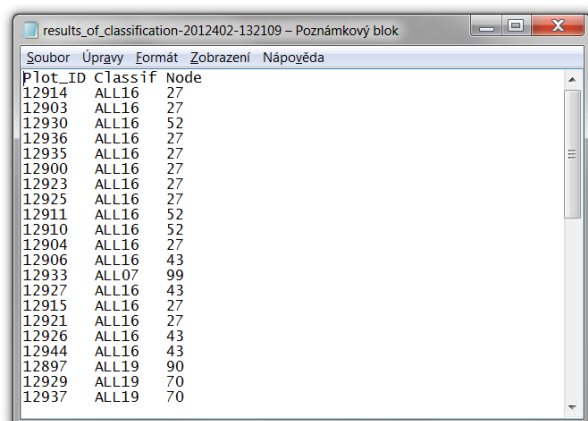 results_of_classification-2012402-132109 – Poznámkový blok
Soubor Úpravy Formát Zobrazení Nápověda
Plot_ID Classif Node
12914 ALL16 27
12903 ALL16 27
12930 ALL16 52
12936 ALL16 27
12935 ALL16 27
12900 ALL16 27
12923 ALL16 27
12925 ALL16 27
12911 ALL16 52
12910 ALL16 52
12904 ALL16 27
12906 ALL16 43
12933 ALL07 99
12927 ALL16 43
12915 ALL16 27
12921 ALL16 27
12926 ALL16 43
12944 ALL16 43
12897 ALL19 90
12929 ALL19 70
12937 ALL19 70